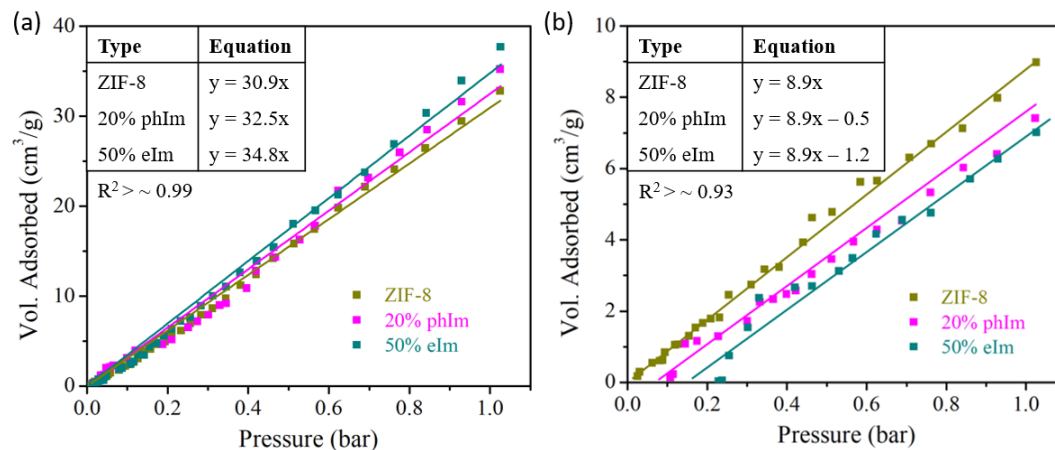 (a)
40
30
20
10
0
Vol. Adsorbed (cm³/g)
Type Equation
ZIF-8 y = 30.9x
20% phIm y = 32.5x
50% eIm y = 34.8x
R² > ~ 0.99
ZIF-8
20% phIm
50% eIm
0.0 0.2 0.4 0.6 0.8 1.0
Pressure (bar)
(b)
10
8
6
4
2
0
Vol. Adsorbed (cm³/g)
Type Equation
ZIF-8 y = 8.9x
20% phIm y = 8.9x – 0.5
50% eIm y = 8.9x – 1.2
R² > ~ 0.93
ZIF-8
20% phIm
50% eIm
0.0 0.2 0.4 0.6 0.8 1.0
Pressure (bar)